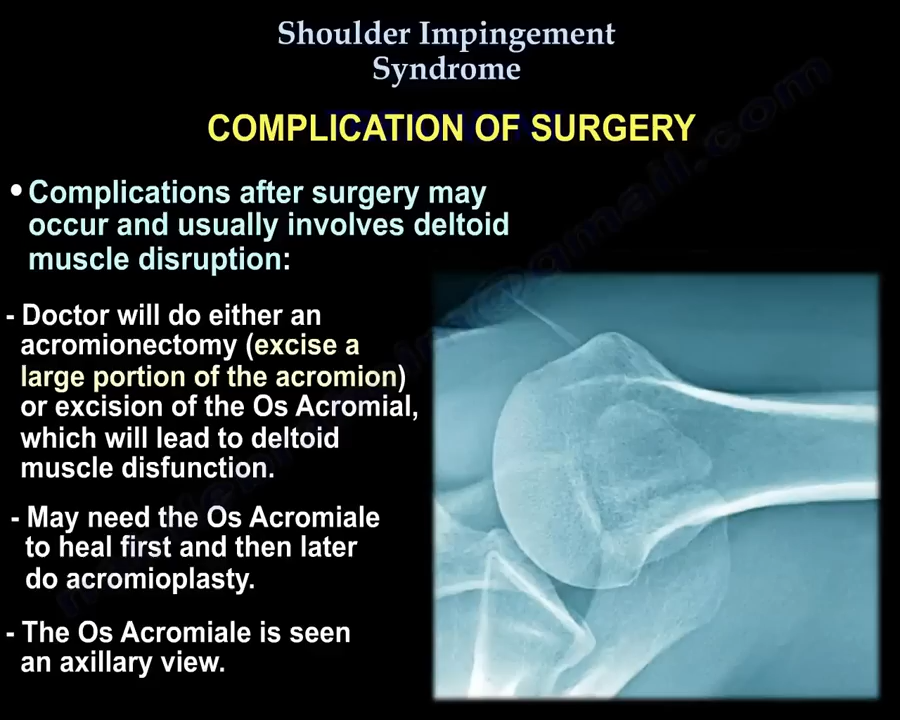 Shoulder Impingement
Syndrome
COMPLICATION OF SURGERY
• Complications after surgery may
occur and usually involves deltoid
muscle disruption:
- Doctor will do either an
acromionectomy (excise a
large portion of the acromion)
or excision of the Os Acromial,
which will lead to deltoid
muscle disfunction.
- May need the Os Acromiale
to heal first and then later
do acromioplasty.
- The Os Acromiale is seen
an axillary view.